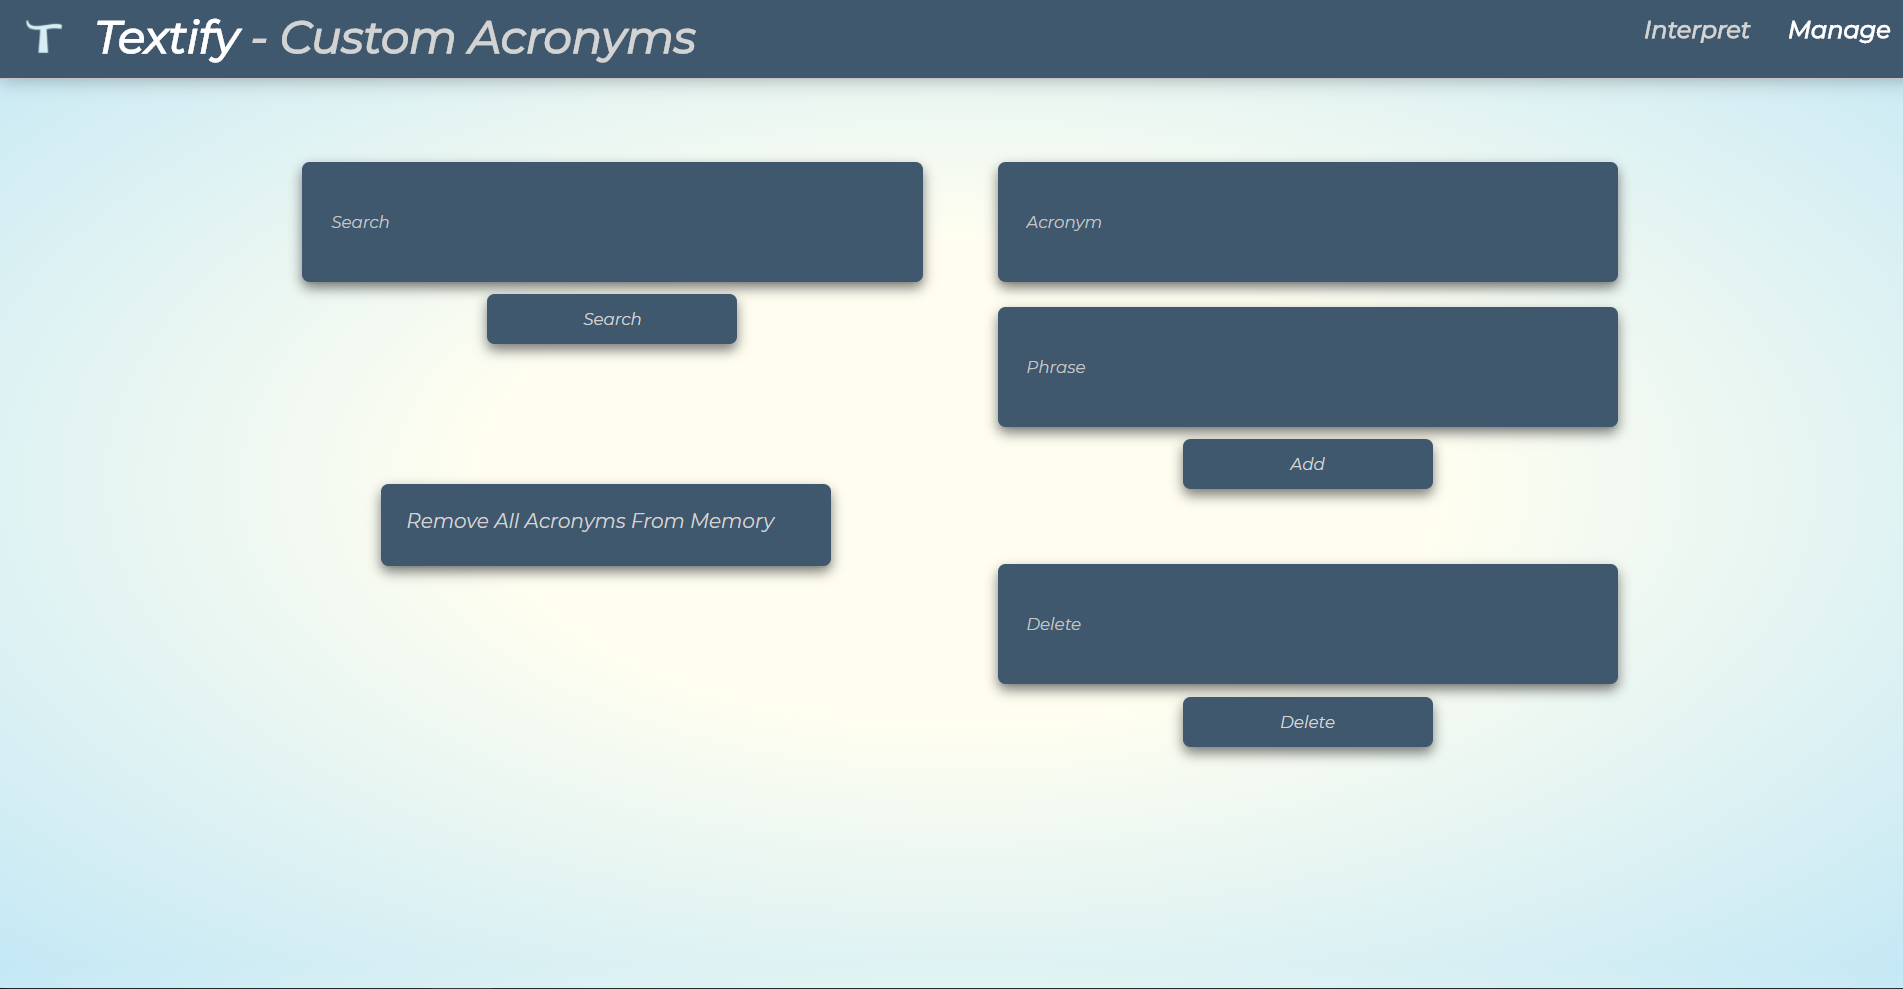 Textify - Custom Acronyms
Interpret
Manage
Search
Search
Remove All Acronyms From Memory
Acronym
Phrase
Add
Delete
Delete